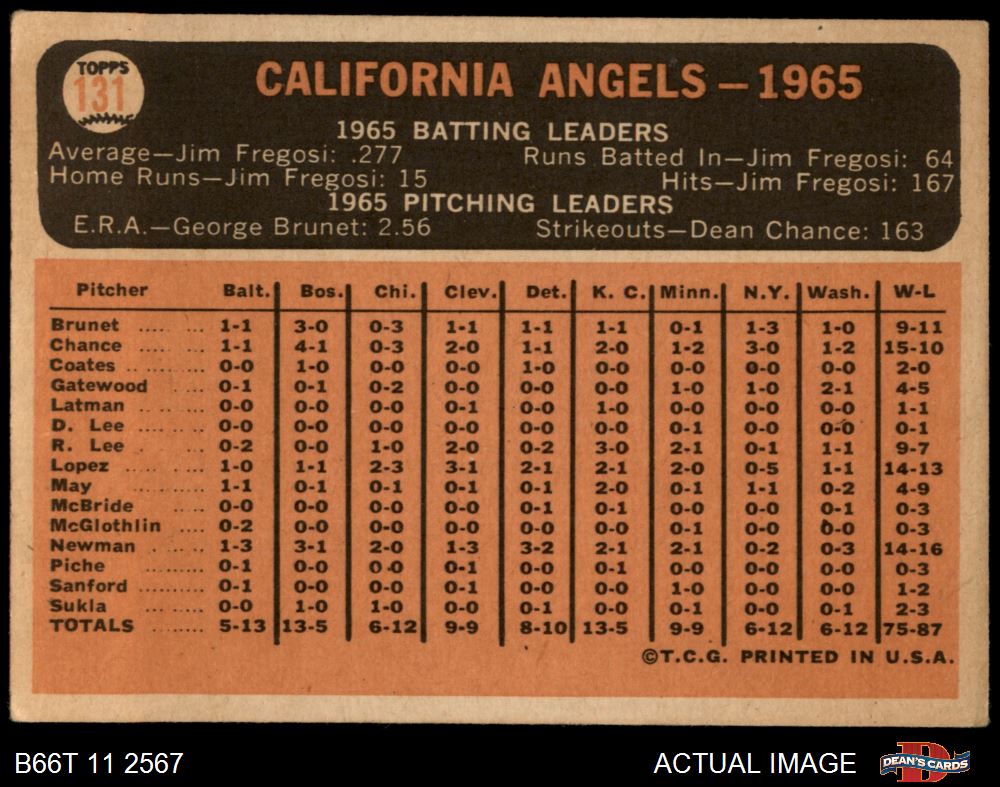 TOPPS
131
CALIFORNIA ANGELS – 1965
1965 BATTING LEADERS
Average—Jim Fregosi: .277 Runs Batted In—Jim Fregosi: 64
Home Runs—Jim Fregosi: 15 Hits—Jim Fregosi: 167
1965 PITCHING LEADERS
E.R.A.—George Brunet: 2.56 Strikeouts—Dean Chance: 163
Pitcher Balt. Bos. Chi. Clev. Det. K. C. Minn. N.Y. Wash. W-L
Brunet ..... ... 1-1 3-0 0-3 1-1 1-1 1-1 0-1 1-3 1-0 9-11
Chance ..... ... 1-1 4-1 0-3 2-0 1-1 2-0 1-2 3-0 1-2 15-10
Coates .. ..... 0-0 1-0 0-0 0-0 1-0 0-0 0-0 0-0 0-0 2-0
Gatewood .... 0-1 0-1 0-2 0-0 0-0 0-0 1-0 1-0 2-1 4-5
Latman .. .. ... 0-0 0-0 0-0 0-1 0-0 1-0 0-0 0-0 0-0 1-1
D. Lee ... ... 0-0 0-0 0-0 0-0 0-0 0-0 0-1 0-0 0-0 0-1
R. Lee . ... 0-2 0-0 1-0 2-0 0-2 3-0 2-1 0-1 1-1 9-7
Lopez ..... .... 1-0 1-1 2-3 3-1 2-1 2-1 2-0 0-5 1-1 14-13
May ..... ... 1-1 0-1 0-1 0-1 0-1 2-0 0-1 1-1 0-2 4-9
McBride .... 0-0 0-0 0-0 0-0 0-1 0-1 0-0 0-0 0-1 0-3
McGlothlin .... 0-2 0-0 0-0 0-0 0-0 0-0 0-1 0-0 0-0 0-3
Newman . ..... 1-3 3-1 2-0 1-3 3-2 2-1 2-1 0-2 0-3 14-16
Piche ..... ... 0-1 0-0 0-0 0-1 0-0 0-1 0-0 0-0 0-0 0-3
Sanford ..... ... 0-1 0-0 0-0 0-1 0-0 0-0 1-0 0-0 0-0 1-2
Sukla ... ..... 0-0 1-0 1-0 0-0 0-1 0-0 0-1 0-0 0-1 2-3
TOTALS ........ 5-13 13-5 6-12 9-9 8-10 13-5 9-9 6-12 6-12 75-87
©T.C.G. PRINTED IN U.S.A.
B66T 11 2567 ACTUAL IMAGE DEAN'S CARDS